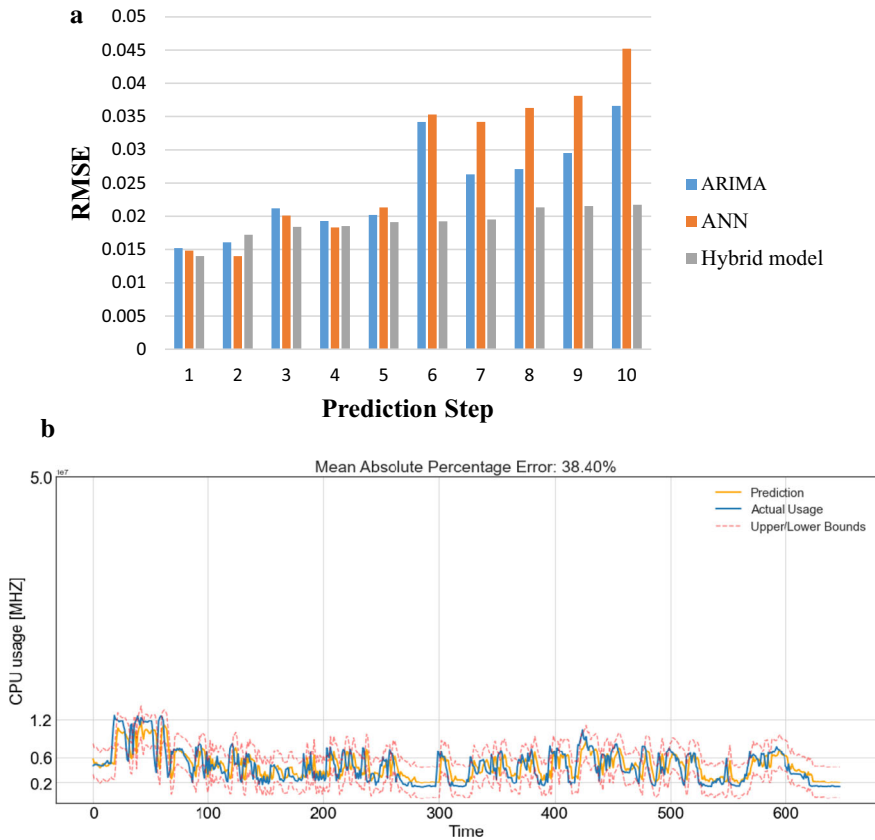 a
0.05
0.045
0.04
0.035
0.03
0.025
0.02
0.015
0.01
0.005
0
RMSE
1 2 3 4 5 6 7 8 9 10
Prediction Step
ARIMA
ANN
Hybrid model
b
Mean Absolute Percentage Error: 38.40%
1e7
5.0
1.2
0.6
0.2
CPU usage [MHZ]
Prediction
Actual Usage
Upper/Lower Bounds
0 100 200 300 400 500 600
Time